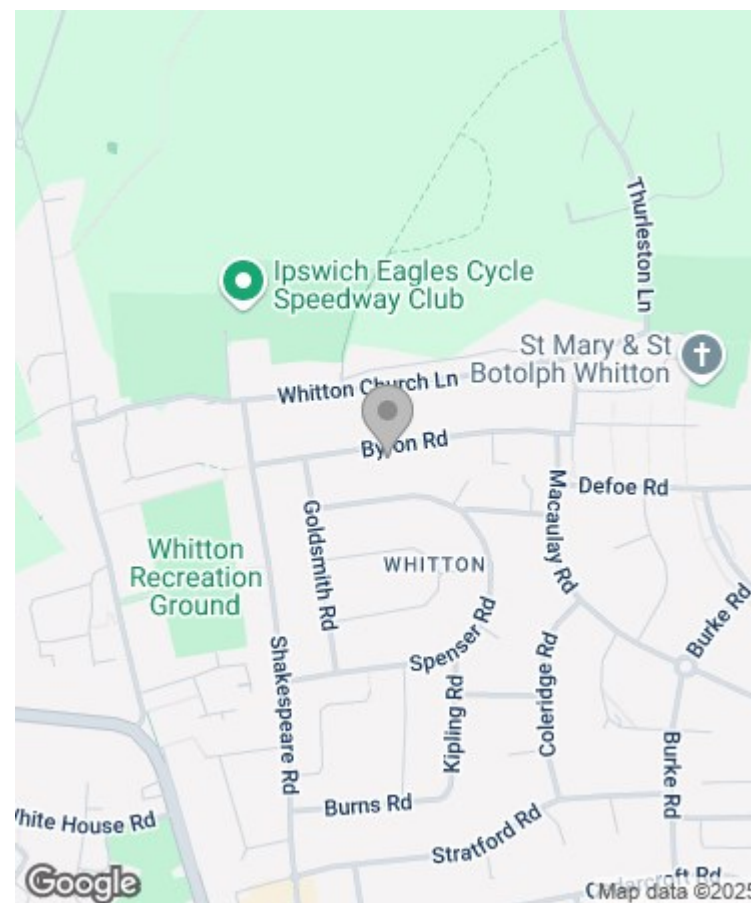 Thurleston Ln
Ipswich Eagles Cycle
Speedway Club
St Mary & St
Botolph Whitton
Whitton Church Ln
Byron Rd
Defoe Rd
Macaulay Rd
Goldsmith Rd
Whitton
Recreation
Ground
WHITTON
Spenser Rd
Burke Rd
Shakespeare Rd
Kipling Rd
Coleridge Rd
Burke Rd
Burns Rd
hite House Rd
Stratford Rd
Google
Map data ©2025